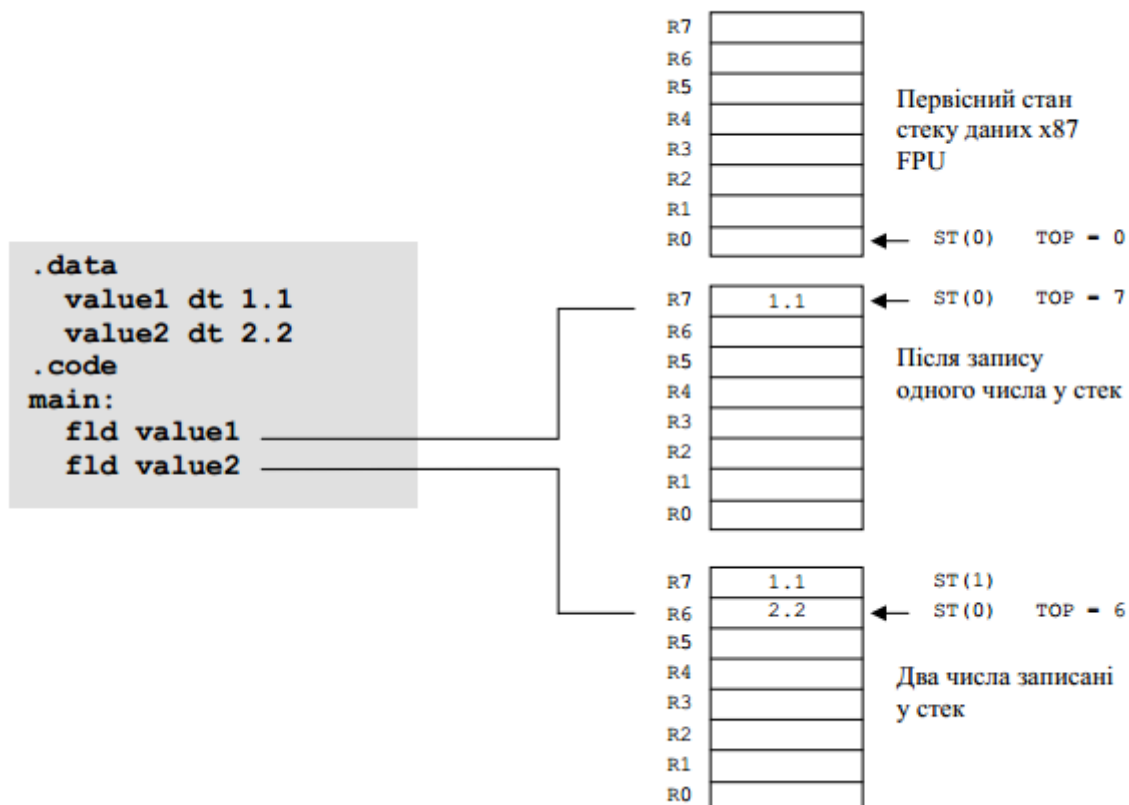 .data
value1 dt 1.1
value2 dt 2.2
.code
main:
fld value1
fld value2
R7
R6
R5
R4
R3
R2
R1
R0 ST(0) TOP = 0
Первісний стан
стеку даних x87
FPU
R7 1.1 ST(0) TOP = 7
R6
R5
R4
R3
R2
R1
R0
Після запису
одного числа у стек
R7 1.1 ST(1)
R6 2.2 ST(0) TOP = 6
R5
R4
R3
R2
R1
R0
Два числа записані
у стек